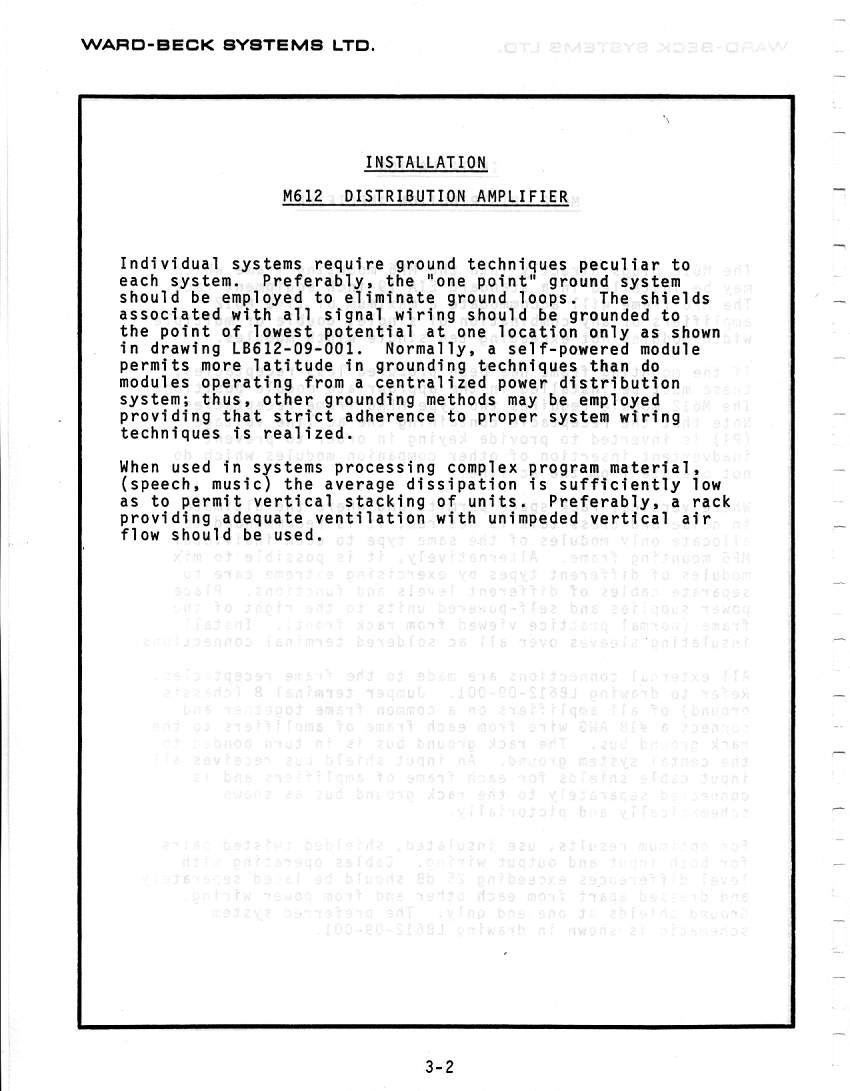 WARD-BECK SYSTEMS LTD.
INSTALLATION
M612 DISTRIBUTION AMPLIFIER
Individual systems require ground techniques peculiar to
each system. Preferably, the "one point" ground system
should be employed to eliminate ground loops. The shields
associated with all signal wiring should be grounded to
the point of lowest potential at one location only as shown
in drawing LB612-09-001. Normally, a self-powered module
permits more latitude in grounding techniques than do
modules operating from a centralized power distribution
system; thus, other grounding methods may be employed
providing that strict adherence to proper system wiring
techniques is realized.
When used in systems processing complex program material,
(speech, music) the average dissipation is sufficiently low
as to permit vertical stacking of units. Preferably, a rack
providing adequate ventilation with unimpeded vertical air
flow should be used.
3-2